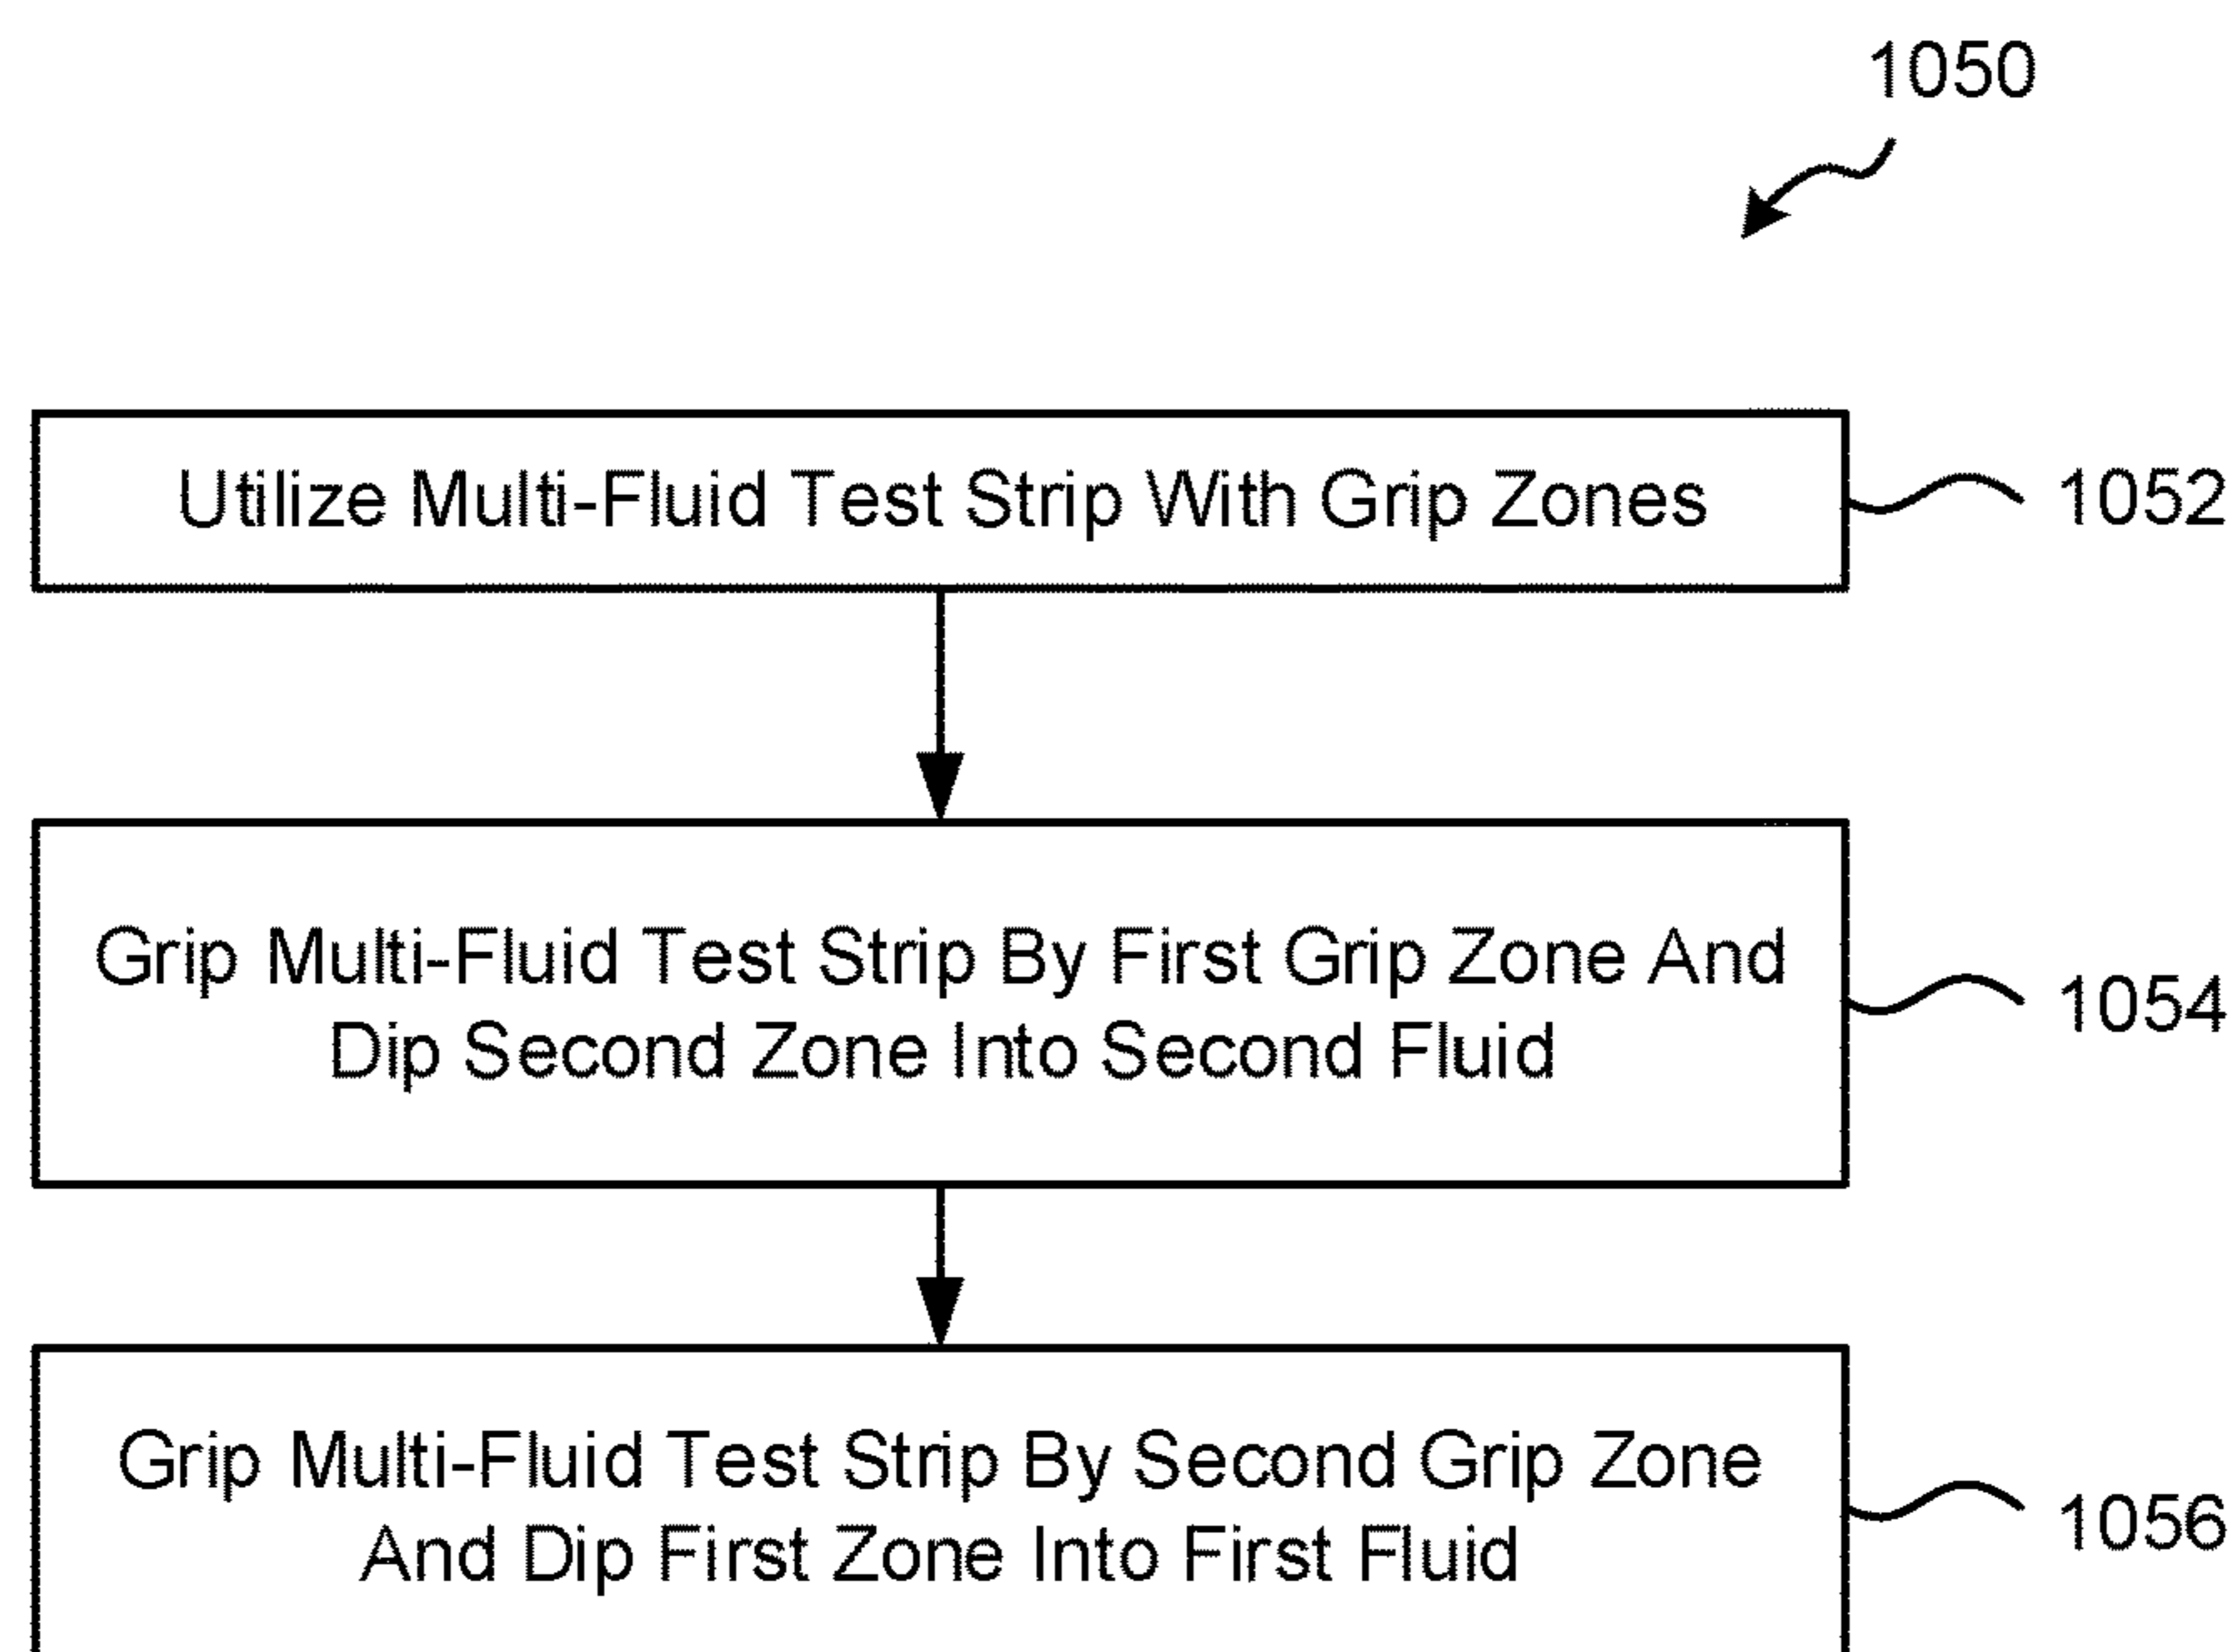 1050
Utilize Multi-Fluid Test Strip With Grip Zones
1052
Grip Multi-Fluid Test Strip By First Grip Zone And
Dip Second Zone Into Second Fluid
1054
Grip Multi-Fluid Test Strip By Second Grip Zone
And Dip First Zone Into First Fluid
1056